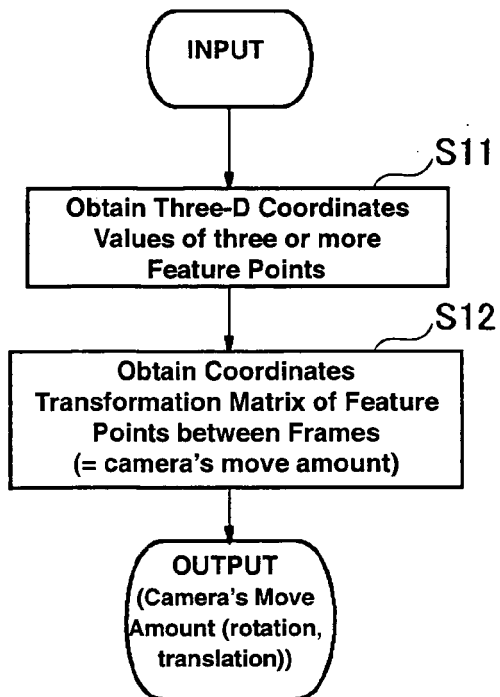 INPUT
S11
Obtain Three-D Coordinates
Values of three or more
Feature Points
S12
Obtain Coordinates
Transformation Matrix of Feature
Points between Frames
(= camera's move amount)
OUTPUT
(Camera's Move
Amount (rotation,
translation))